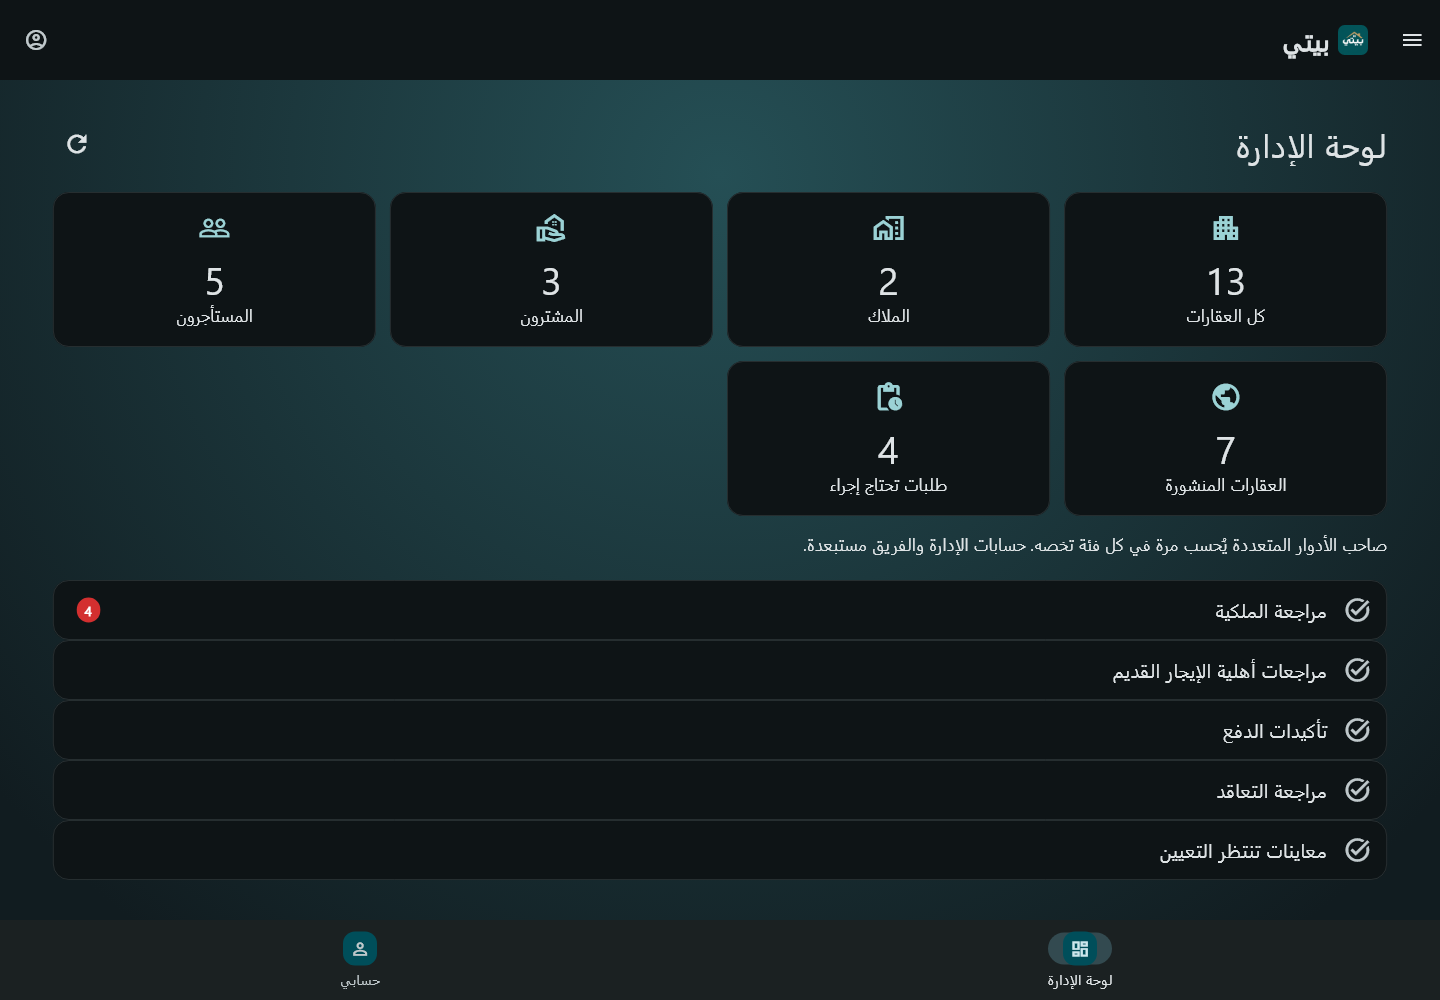 بيتي
بيتي
لوحة الإدارة
13
كل العقارات
2
الملاك
3
المشترون
5
المستأجرون
7
العقارات المنشورة
4
طلبات تحتاج إجراء
صاحب الأدوار المتعددة يُحسب مرة في كل فئة تخصه. حسابات الإدارة والفريق مستبعدة.
مراجعة الملكية
4
مراجعات أهلية الإيجار القديم
تأكيدات الدفع
مراجعة التعاقد
معاينات تنتظر التعيين
لوحة الإدارة
حسابي